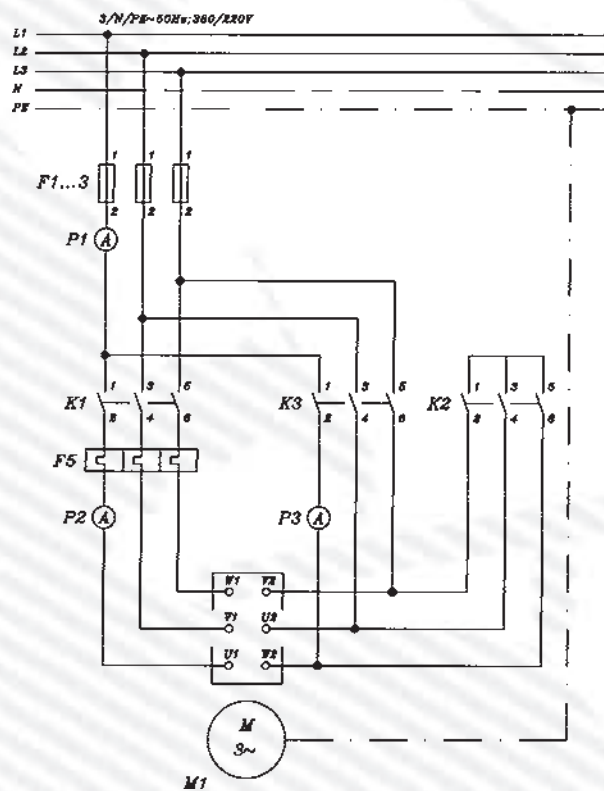 3/N/PE~50Hz;380/220V
L1
L2
L3
N
PE
1 1 1
F1...3
2 2 2
P1 A
1 3 5 1 3 5 1 3 5
K1 K3 K2
2 4 6 2 4 6 2 4 6
F5
P2 A P3 A
W1 V2
V1 U2
U1 W2
M
3~
M1